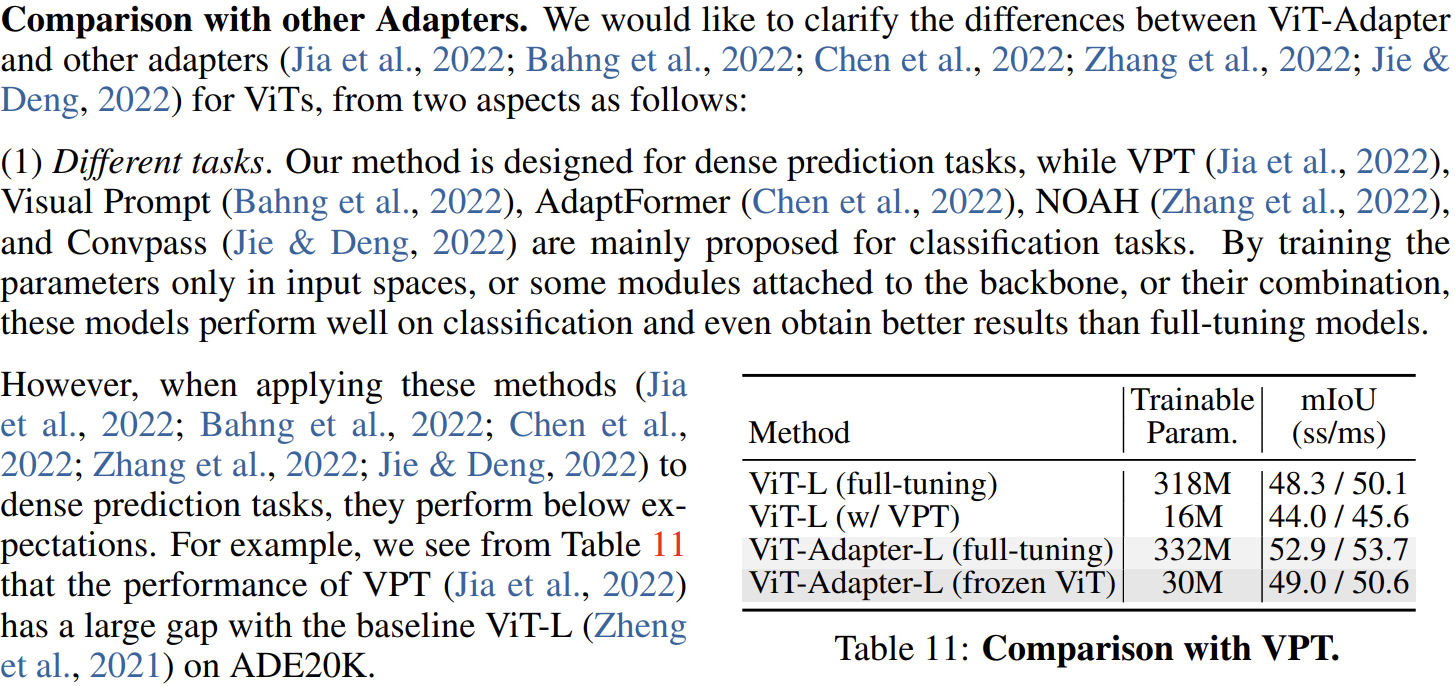 Comparison with other Adapters. We would like to clarify the differences between ViT-Adapter
and other adapters (Jia et al., 2022; Bahng et al., 2022; Chen et al., 2022; Zhang et al., 2022; Jie &
Deng, 2022) for ViTs, from two aspects as follows:
(1) Different tasks. Our method is designed for dense prediction tasks, while VPT (Jia et al., 2022),
Visual Prompt (Bahng et al., 2022), AdaptFormer (Chen et al., 2022), NOAH (Zhang et al., 2022),
and Convpass (Jie & Deng, 2022) are mainly proposed for classification tasks. By training the
parameters only in input spaces, or some modules attached to the backbone, or their combination,
these models perform well on classification and even obtain better results than full-tuning models.
However, when applying these methods (Jia
et al., 2022; Bahng et al., 2022; Chen et al.,
2022; Zhang et al., 2022; Jie & Deng, 2022) to
dense prediction tasks, they perform below ex-
pectations. For example, we see from Table 11
that the performance of VPT (Jia et al., 2022)
has a large gap with the baseline ViT-L (Zheng
et al., 2021) on ADE20K.
Method Trainable Param. mIoU (ss/ms)
ViT-L (full-tuning) 318M 48.3 / 50.1
ViT-L (w/ VPT) 16M 44.0 / 45.6
ViT-Adapter-L (full-tuning) 332M 52.9 / 53.7
ViT-Adapter-L (frozen ViT) 30M 49.0 / 50.6
Table 11: Comparison with VPT.